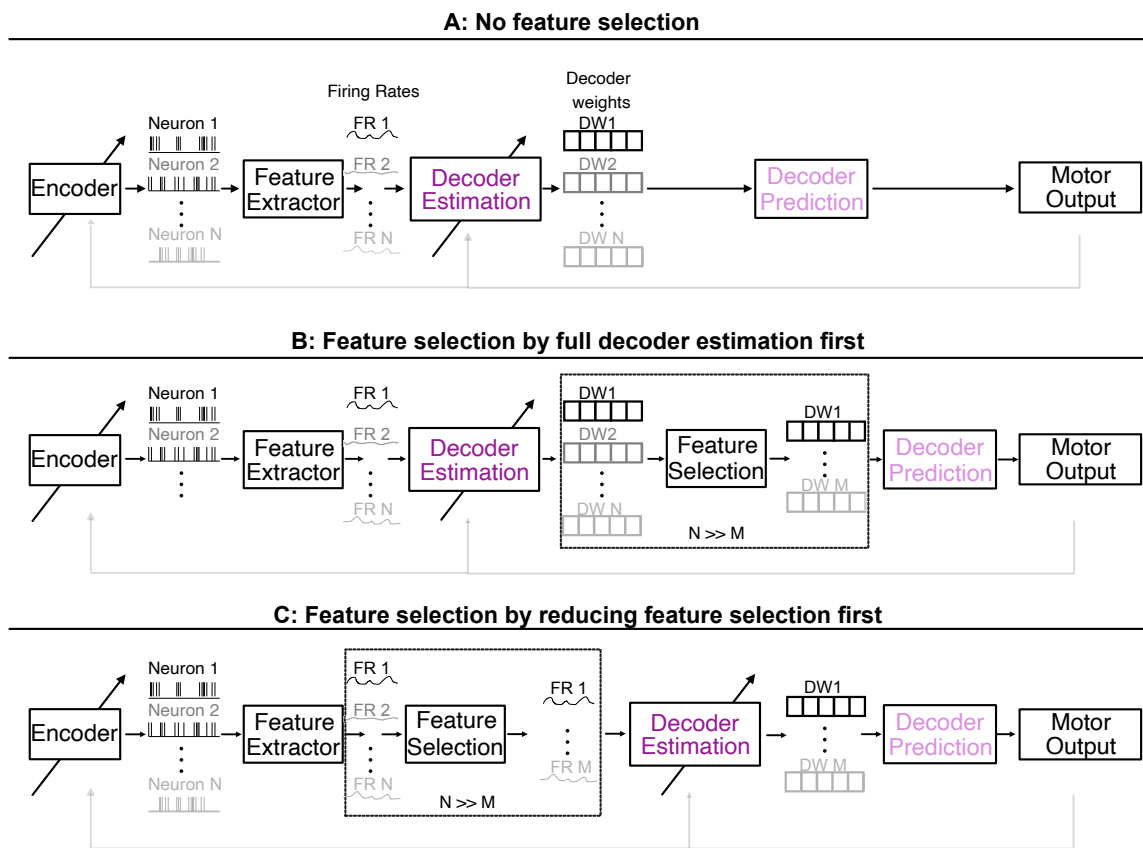 A: No feature selection
Firing Rates
Decoder
weights
Neuron 1
FR 1
DW1
Encoder
Neuron 2
Feature
Extractor
FR 2
Decoder
Estimation
DW2
Decoder
Prediction
Motor
Output
Neuron N
FR N
DW N
B: Feature selection by full decoder estimation first
Neuron 1
FR 1
DW1
DW1
Encoder
Neuron 2
Feature
Extractor
FR 2
Decoder
Estimation
DW2
Feature
Selection
Decoder
Prediction
Motor
Output
FR N
DW N
DW M
N >> M
C: Feature selection by reducing feature selection first
Neuron 1
FR 1
FR 1
DW1
Encoder
Neuron 2
Feature
Extractor
FR 2
Feature
Selection
Decoder
Estimation
Decoder
Prediction
Motor
Output
Neuron N
FR N
FR M
DW M
N >> M